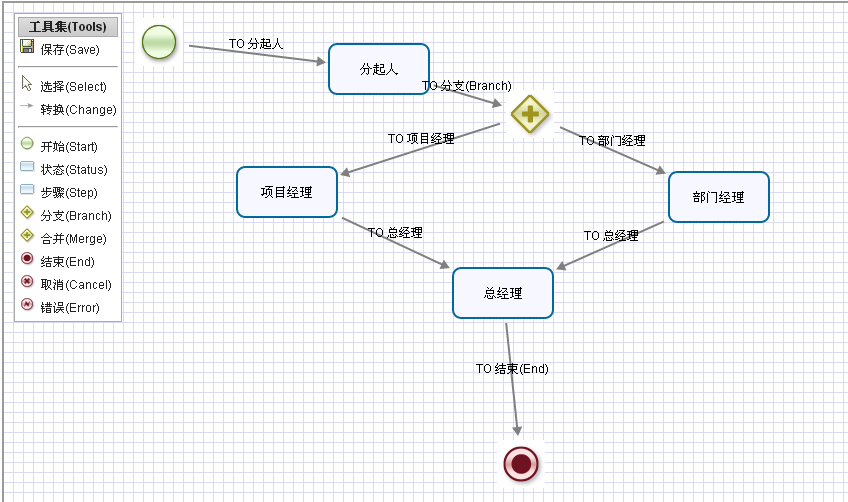 工具集(Tools)
保存(Save)
选择(Select)
转换(Change)
开始(Start)
状态(Status)
步骤(Step)
分支(Branch)
合并(Merge)
结束(End)
取消(Cancel)
错误(Error)
TO 分起人
分起人
TO 分支(Branch)
TO 项目经理
TO 部门经理
项目经理
部门经理
TO 总经理
TO 总经理
总经理
TO 结束(End)